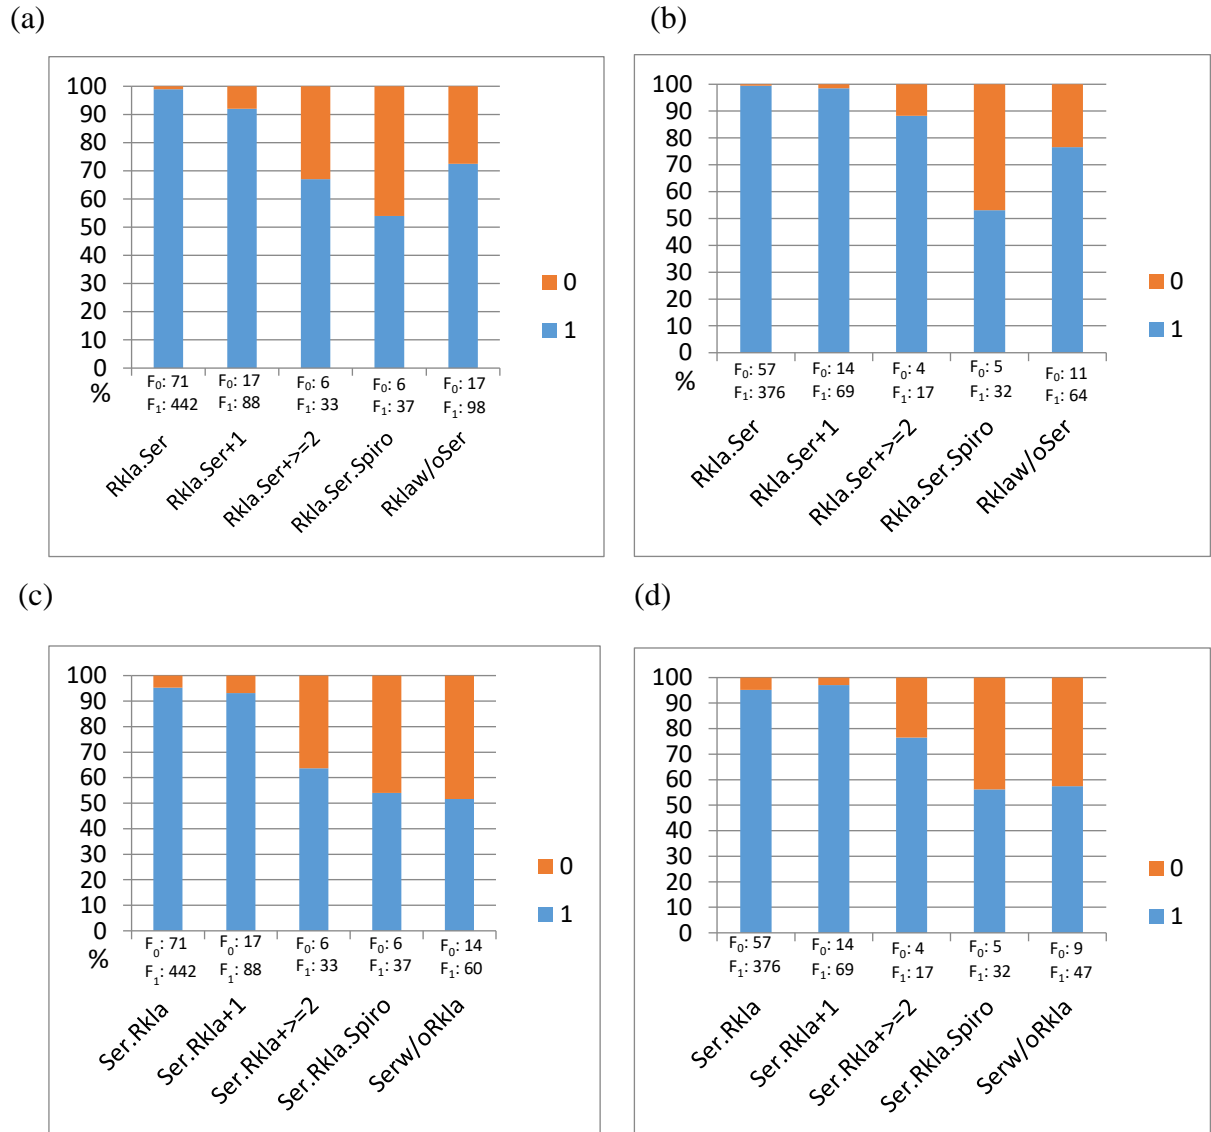 (a)
100
90
80
70
60
50
40
30
20
10
0
%
F0: 71 F0: 17 F0: 6 F0: 6 F0: 17
F1: 442 F1: 88 F1: 33 F1: 37 F1: 98
Rkla.Ser
Rkla.Ser+1
Rkla.Ser+>=2
Rkla.Ser.Spiro
Rklaw/oSer
0
1
(b)
100
90
80
70
60
50
40
30
20
10
0
%
F0: 57 F0: 14 F0: 4 F0: 5 F0: 11
F1: 376 F1: 69 F1: 17 F1: 32 F1: 64
Rkla.Ser
Rkla.Ser+1
Rkla.Ser+>=2
Rkla.Ser.Spiro
Rklaw/oSer
0
1
(c)
100
90
80
70
60
50
40
30
20
10
0
%
F0: 71 F0: 17 F0: 6 F0: 6 F0: 14
F1: 442 F1: 88 F1: 33 F1: 37 F1: 60
Ser.Rkla
Ser.Rkla+1
Ser.Rkla+>=2
Ser.Rkla.Spiro
Serw/oRkla
0
1
(d)
100
90
80
70
60
50
40
30
20
10
0
%
F0: 57 F0: 14 F0: 4 F0: 5 F0: 9
F1: 376 F1: 69 F1: 17 F1: 32 F1: 47
Ser.Rkla
Ser.Rkla+1
Ser.Rkla+>=2
Ser.Rkla.Spiro
Serw/oRkla
0
1